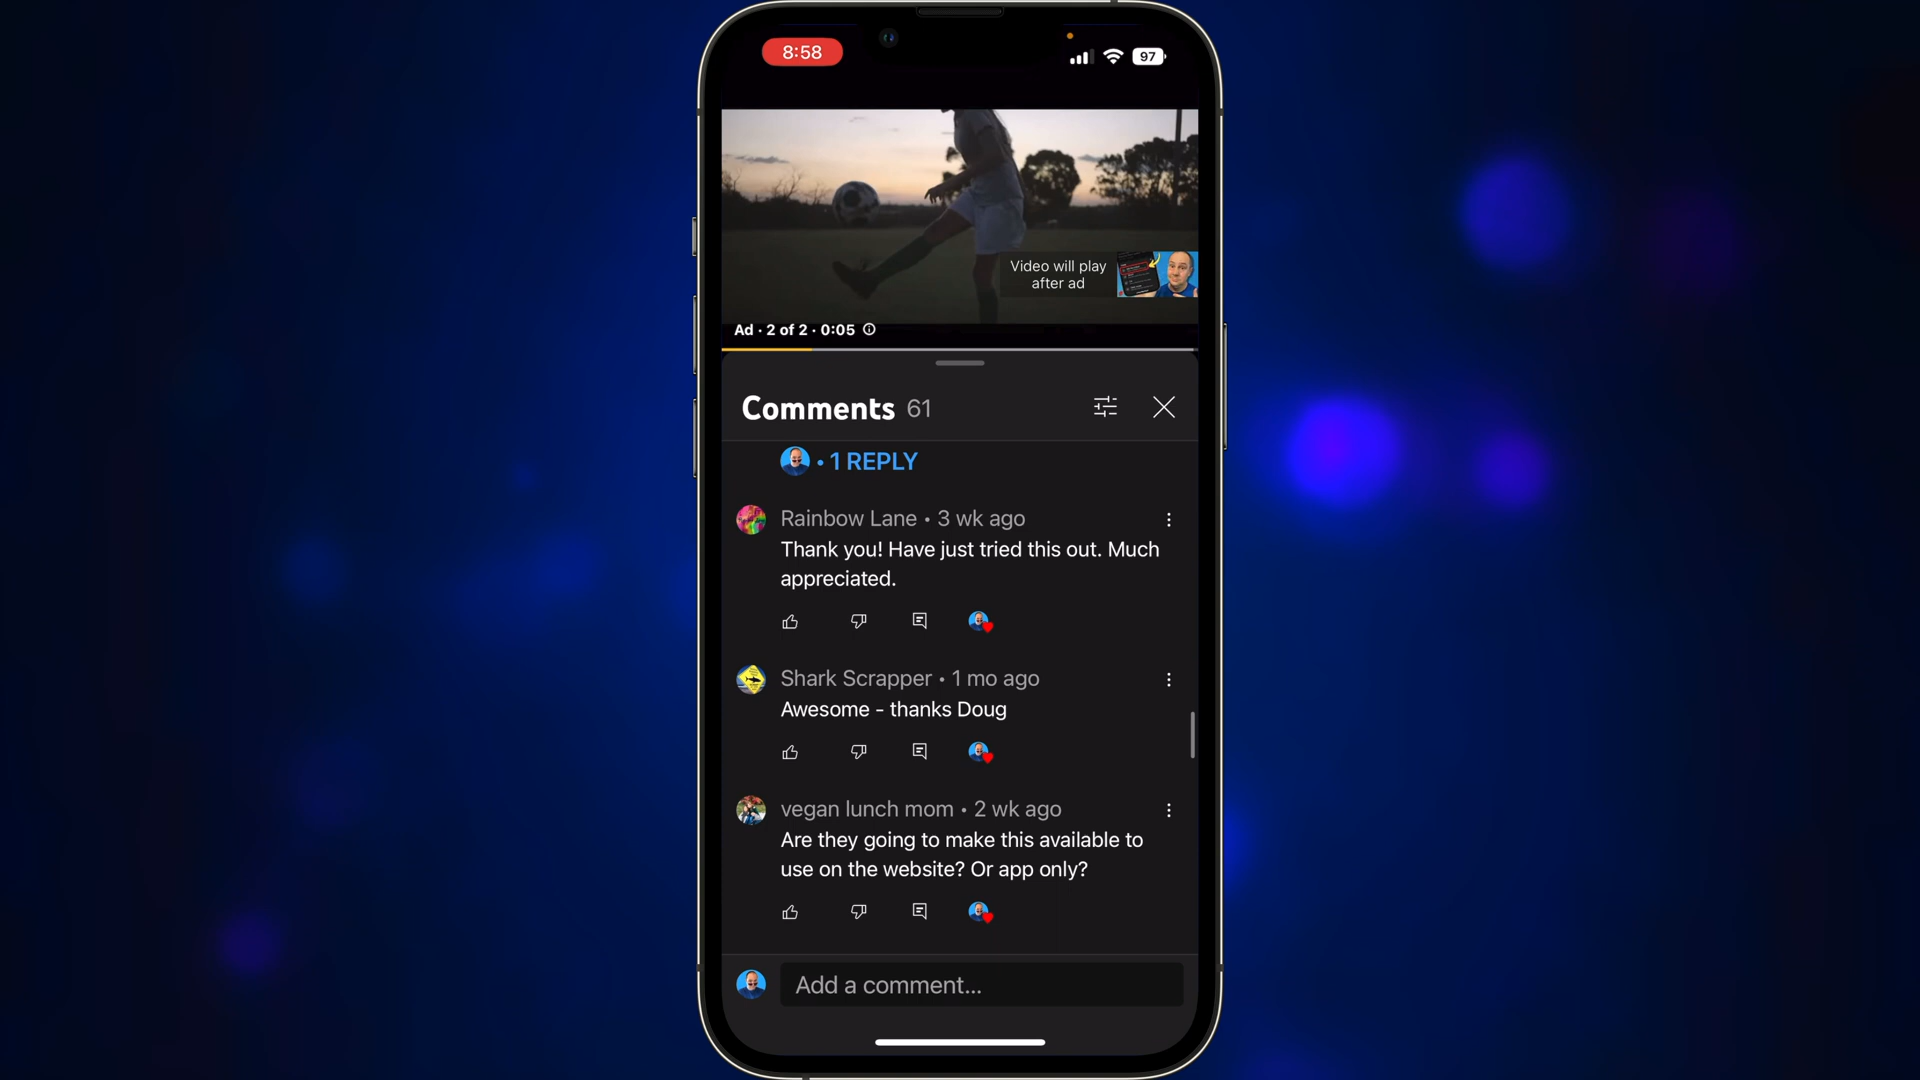 8:58
97
Video will play
after ad
Ad · 2 of 2 · 0:05
Comments 61
• 1 REPLY
Rainbow Lane • 3 wk ago
Thank you! Have just tried this out. Much
appreciated.
Shark Scrapper • 1 mo ago
Awesome - thanks Doug
vegan lunch mom • 2 wk ago
Are they going to make this available to
use on the website? Or app only?
Add a comment...